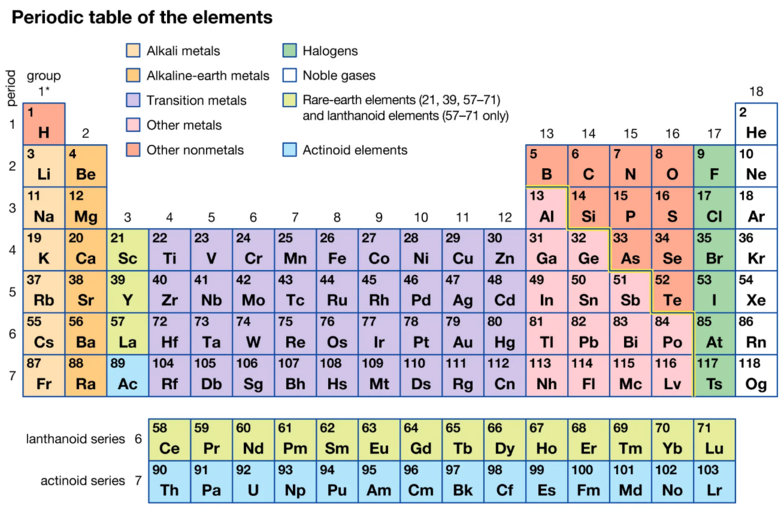 Periodic table of the elements
Alkali metals
Halogens
Alkaline-earth metals
Noble gases
Transition metals
Rare-earth elements (21, 39, 57–71)
and lanthanoid elements (57–71 only)
Other metals
Other nonmetals
Actinoid elements
period
group
1* 18
1 2
1 H He
2 13 14 15 16 17
3 4 5 6 7 8 9 10
2 Li Be B C N O F Ne
11 12 13 14 15 16 17 18
3 Na Mg Al Si P S Cl Ar
3 4 5 6 7 8 9 10 11 12
19 20 21 22 23 24 25 26 27 28 29 30 31 32 33 34 35 36
4 K Ca Sc Ti V Cr Mn Fe Co Ni Cu Zn Ga Ge As Se Br Kr
37 38 39 40 41 42 43 44 45 46 47 48 49 50 51 52 53 54
5 Rb Sr Y Zr Nb Mo Tc Ru Rh Pd Ag Cd In Sn Sb Te I Xe
55 56 57 72 73 74 75 76 77 78 79 80 81 82 83 84 85 86
6 Cs Ba La Hf Ta W Re Os Ir Pt Au Hg Tl Pb Bi Po At Rn
87 88 89 104 105 106 107 108 109 110 111 112 113 114 115 116 117 118
7 Fr Ra Ac Rf Db Sg Bh Hs Mt Ds Rg Cn Nh Fl Mc Lv Ts Og
58 59 60 61 62 63 64 65 66 67 68 69 70 71
lanthanoid series 6 Ce Pr Nd Pm Sm Eu Gd Tb Dy Ho Er Tm Yb Lu
90 91 92 93 94 95 96 97 98 99 100 101 102 103
actinoid series 7 Th Pa U Np Pu Am Cm Bk Cf Es Fm Md No Lr